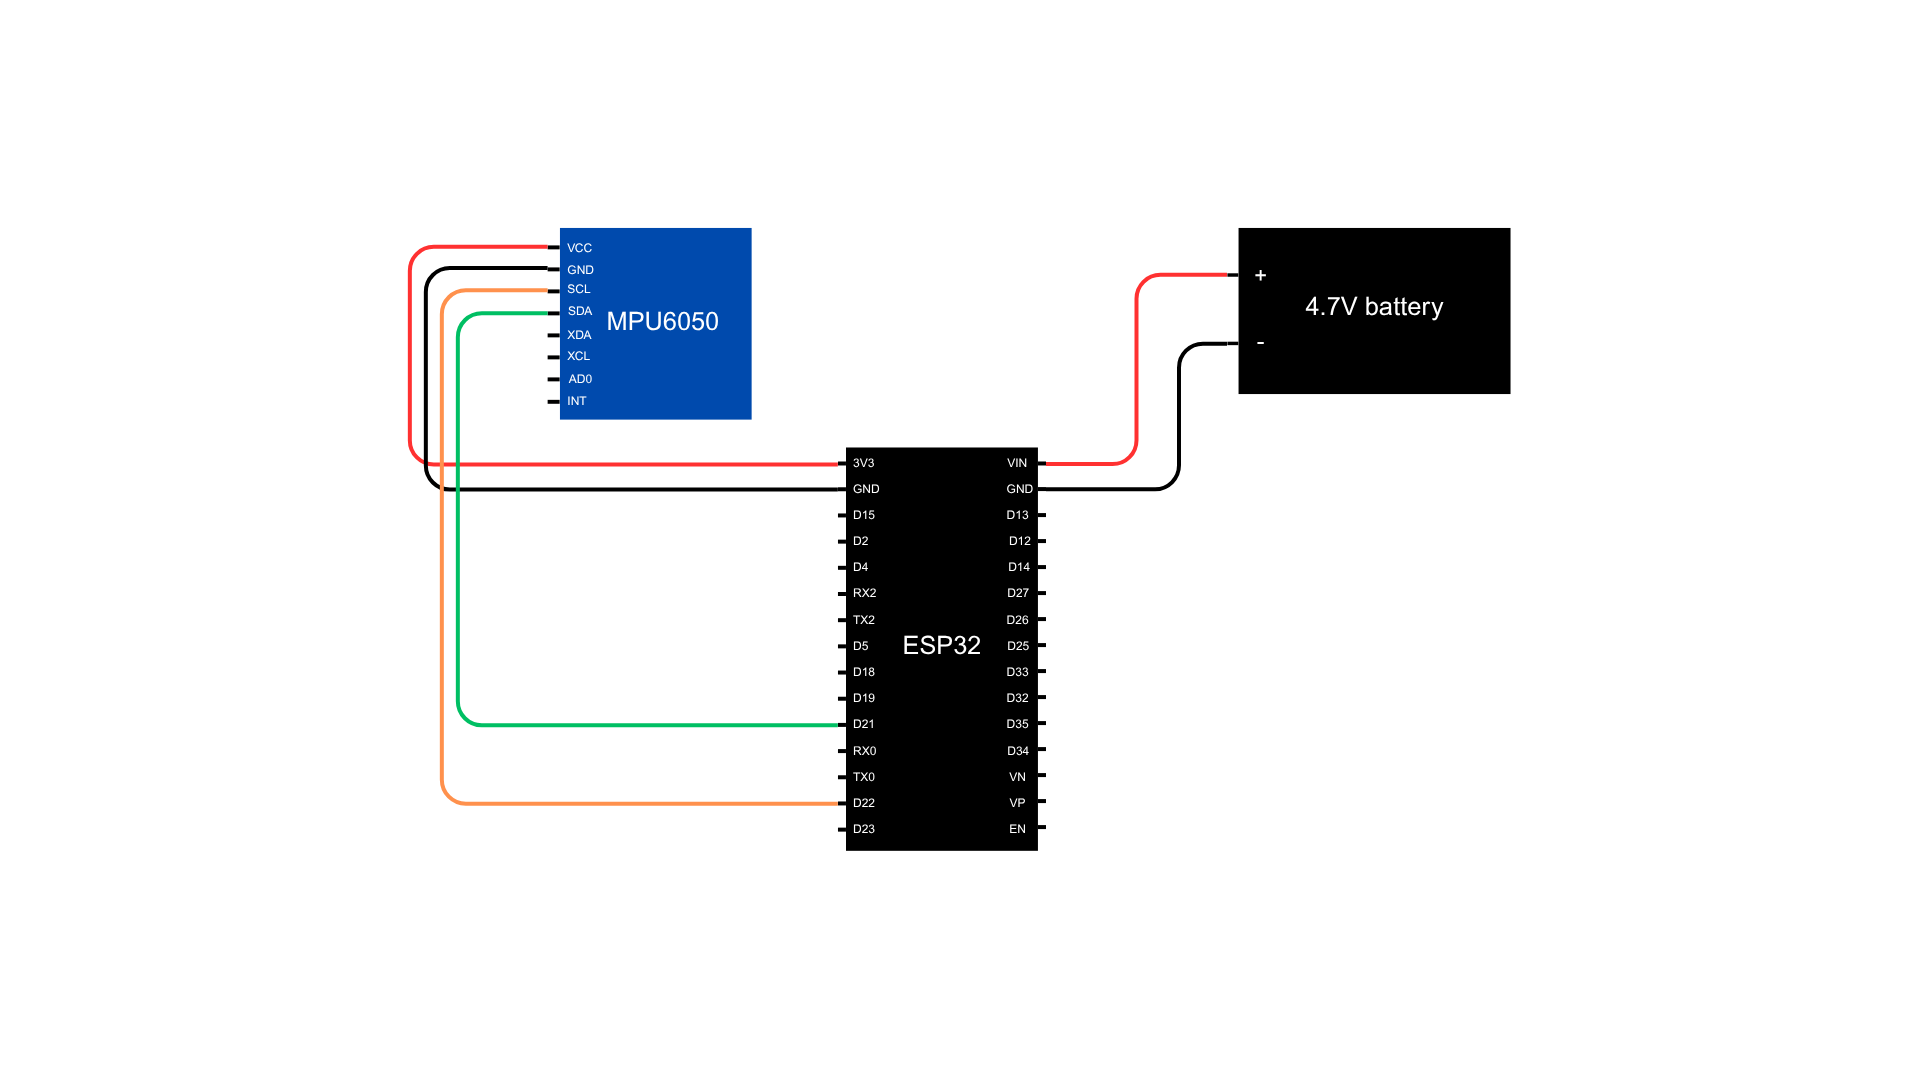 VCC
GND
SCL
SDA
XDA
XCL
AD0
INT
MPU6050
+
4.7V battery
-
3V3
GND
D15
D2
D4
RX2
TX2
D5
D18
D19
D21
RX0
TX0
D22
D23
ESP32
VIN
GND
D13
D12
D14
D27
D26
D25
D33
D32
D35
D34
VN
VP
EN